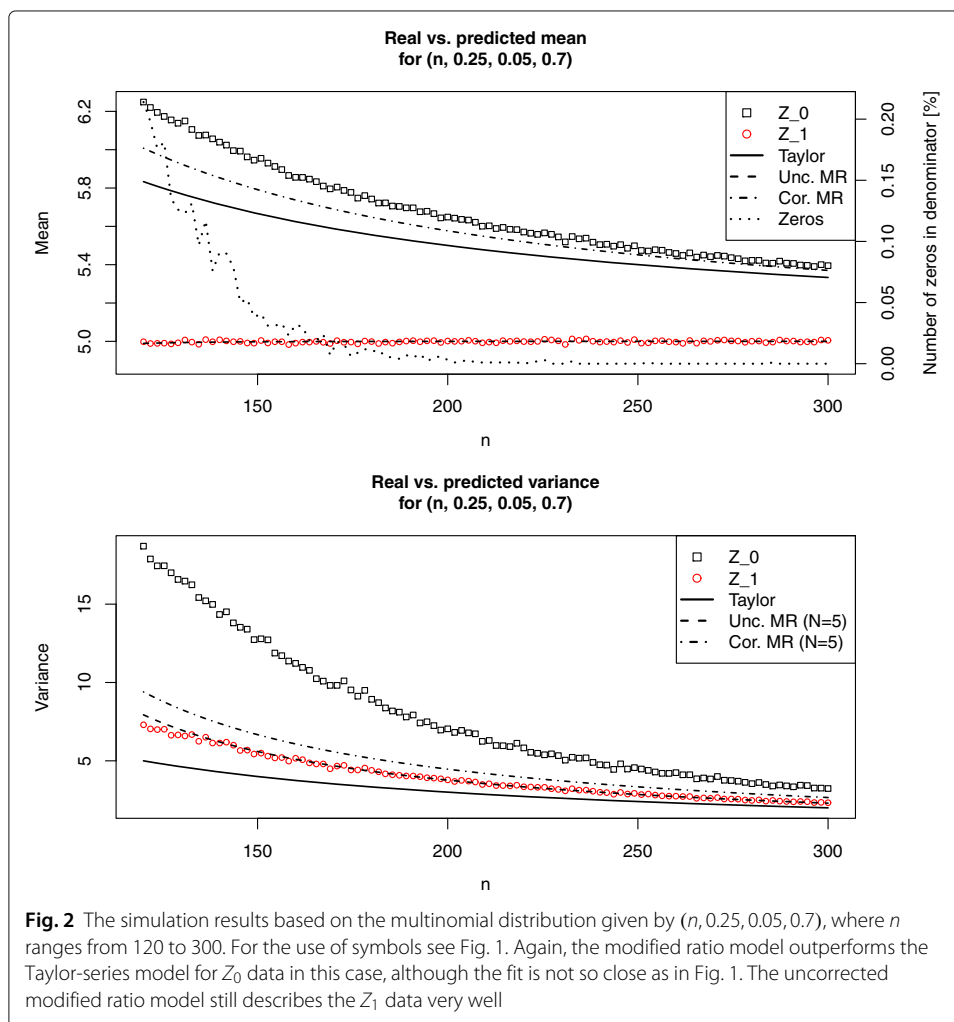 Real vs. predicted mean
for (n, 0.25, 0.05, 0.7)
Mean
6.2
5.8
5.4
5.0
Z_0
Z_1
Taylor
Unc. MR
Cor. MR
Zeros
0.20
0.15
0.10
0.05
0.00
Number of zeros in denominator [%]
150
200
250
300
n
Real vs. predicted variance
for (n, 0.25, 0.05, 0.7)
Variance
15
10
5
Z_0
Z_1
Taylor
Unc. MR (N=5)
Cor. MR (N=5)
150
200
250
300
n
Fig. 2 The simulation results based on the multinomial distribution given by (n, 0.25, 0.05, 0.7), where n
ranges from 120 to 300. For the use of symbols see Fig. 1. Again, the modified ratio model outperforms the
Taylor-series model for Z0 data in this case, although the fit is not so close as in Fig. 1. The uncorrected
modified ratio model still describes the Z1 data very well